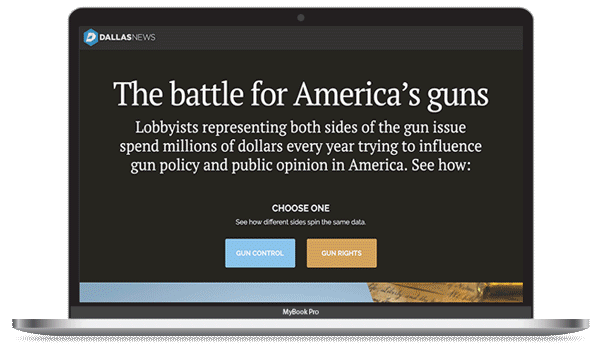 DALLASNEWS
The battle for America's guns
Lobbyists representing both sides of the gun issue
spend millions of dollars every year trying to influence
gun policy and public opinion in America. See how:
CHOOSE ONE
See how different sides spin the same data.
GUN CONTROL
GUN RIGHTS
MyBook Pro